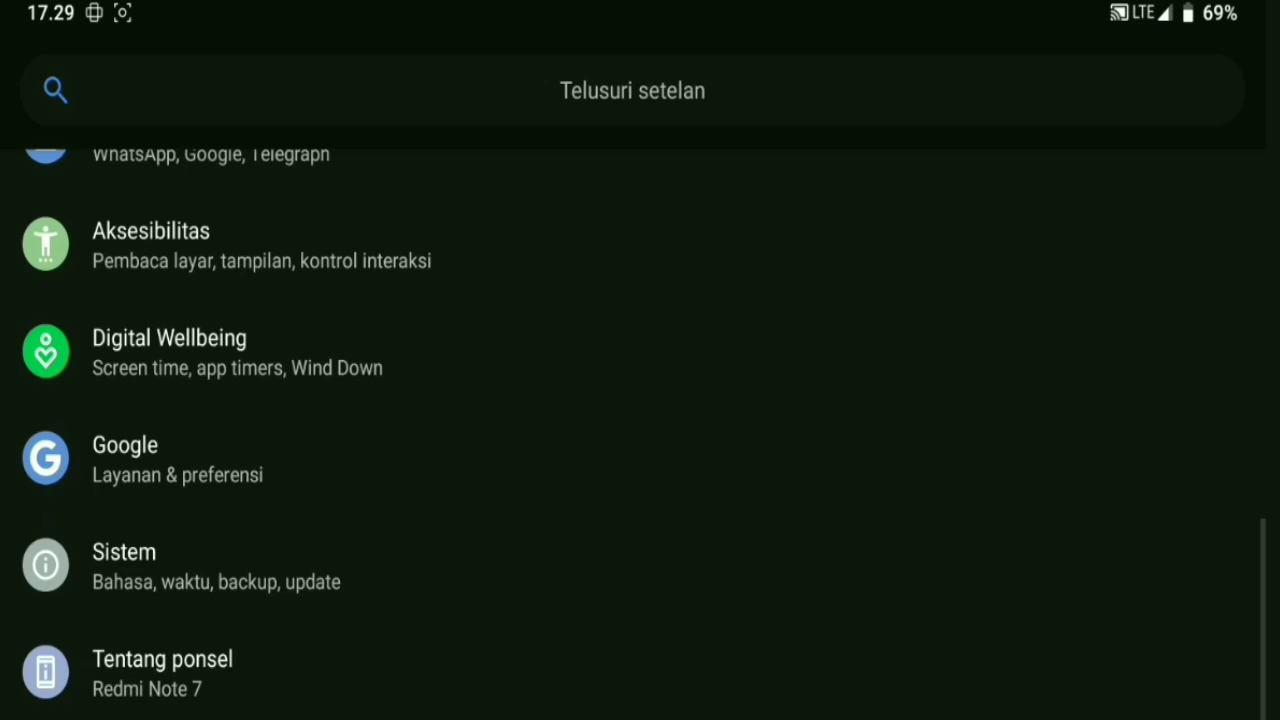 17.29
LTE 69%
Telusuri setelan
WhatsApp, Google, Telegraph
Aksesibilitas
Pembaca layar, tampilan, kontrol interaksi
Digital Wellbeing
Screen time, app timers, Wind Down
Google
Layanan & preferensi
Sistem
Bahasa, waktu, backup, update
Tentang ponsel
Redmi Note 7